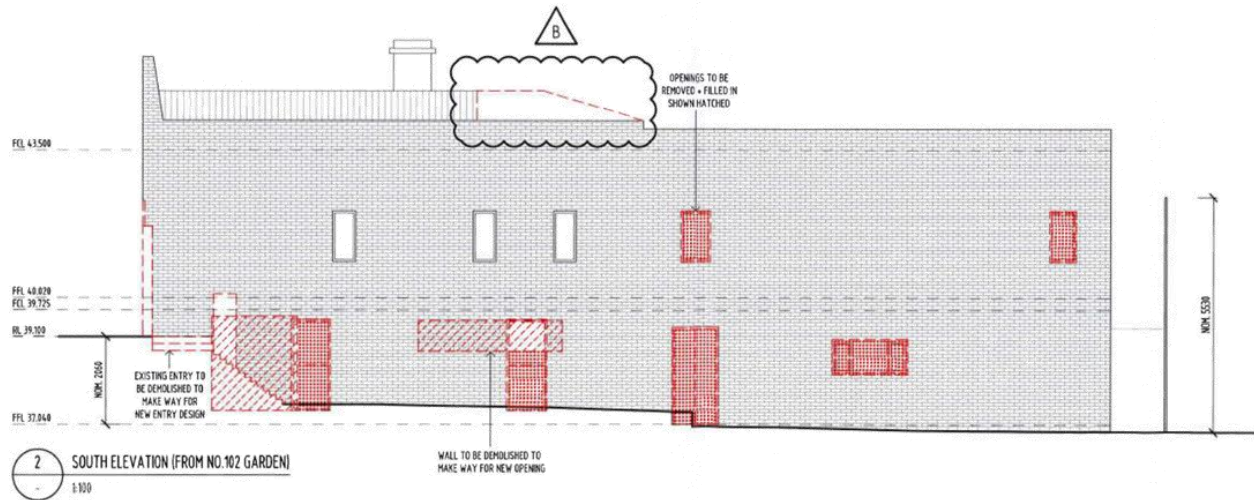 B
OPENINGS TO BE
REMOVED + FILLED IN
SHOWN HATCHED
FCL 43.500
FFL 40.020
FCL 39.725
RL 39.100
NOM. 2060
EXISTING ENTRY TO
BE DEMOLISHED TO
MAKE WAY FOR
NEW ENTRY DESIGN
FFL 37.040
WALL TO BE DEMOLISHED TO
MAKE WAY FOR NEW OPENING
NOM. 5530
2
SOUTH ELEVATION (FROM NO.102 GARDEN)
-
1:100